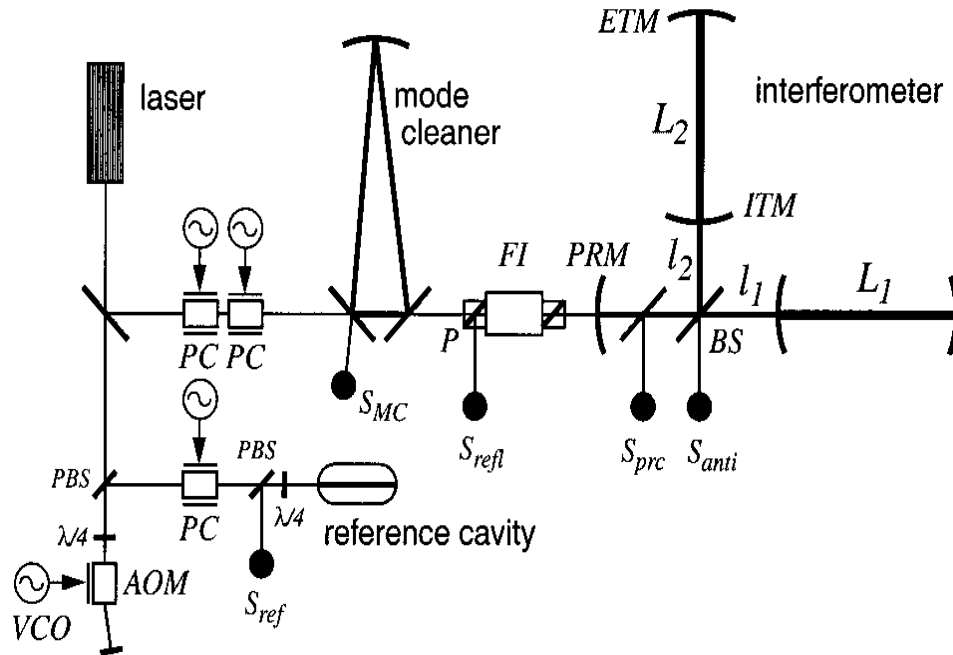 ETM
laser
mode
cleaner
interferometer
L2
ITM
FI
PRM
l2
l1
L1
P
BS
PC
PC
SMC
Srefl
Sprc
Santi
PBS
PBS
λ/4
PC
λ/4
reference cavity
AOM
Sref
VCO